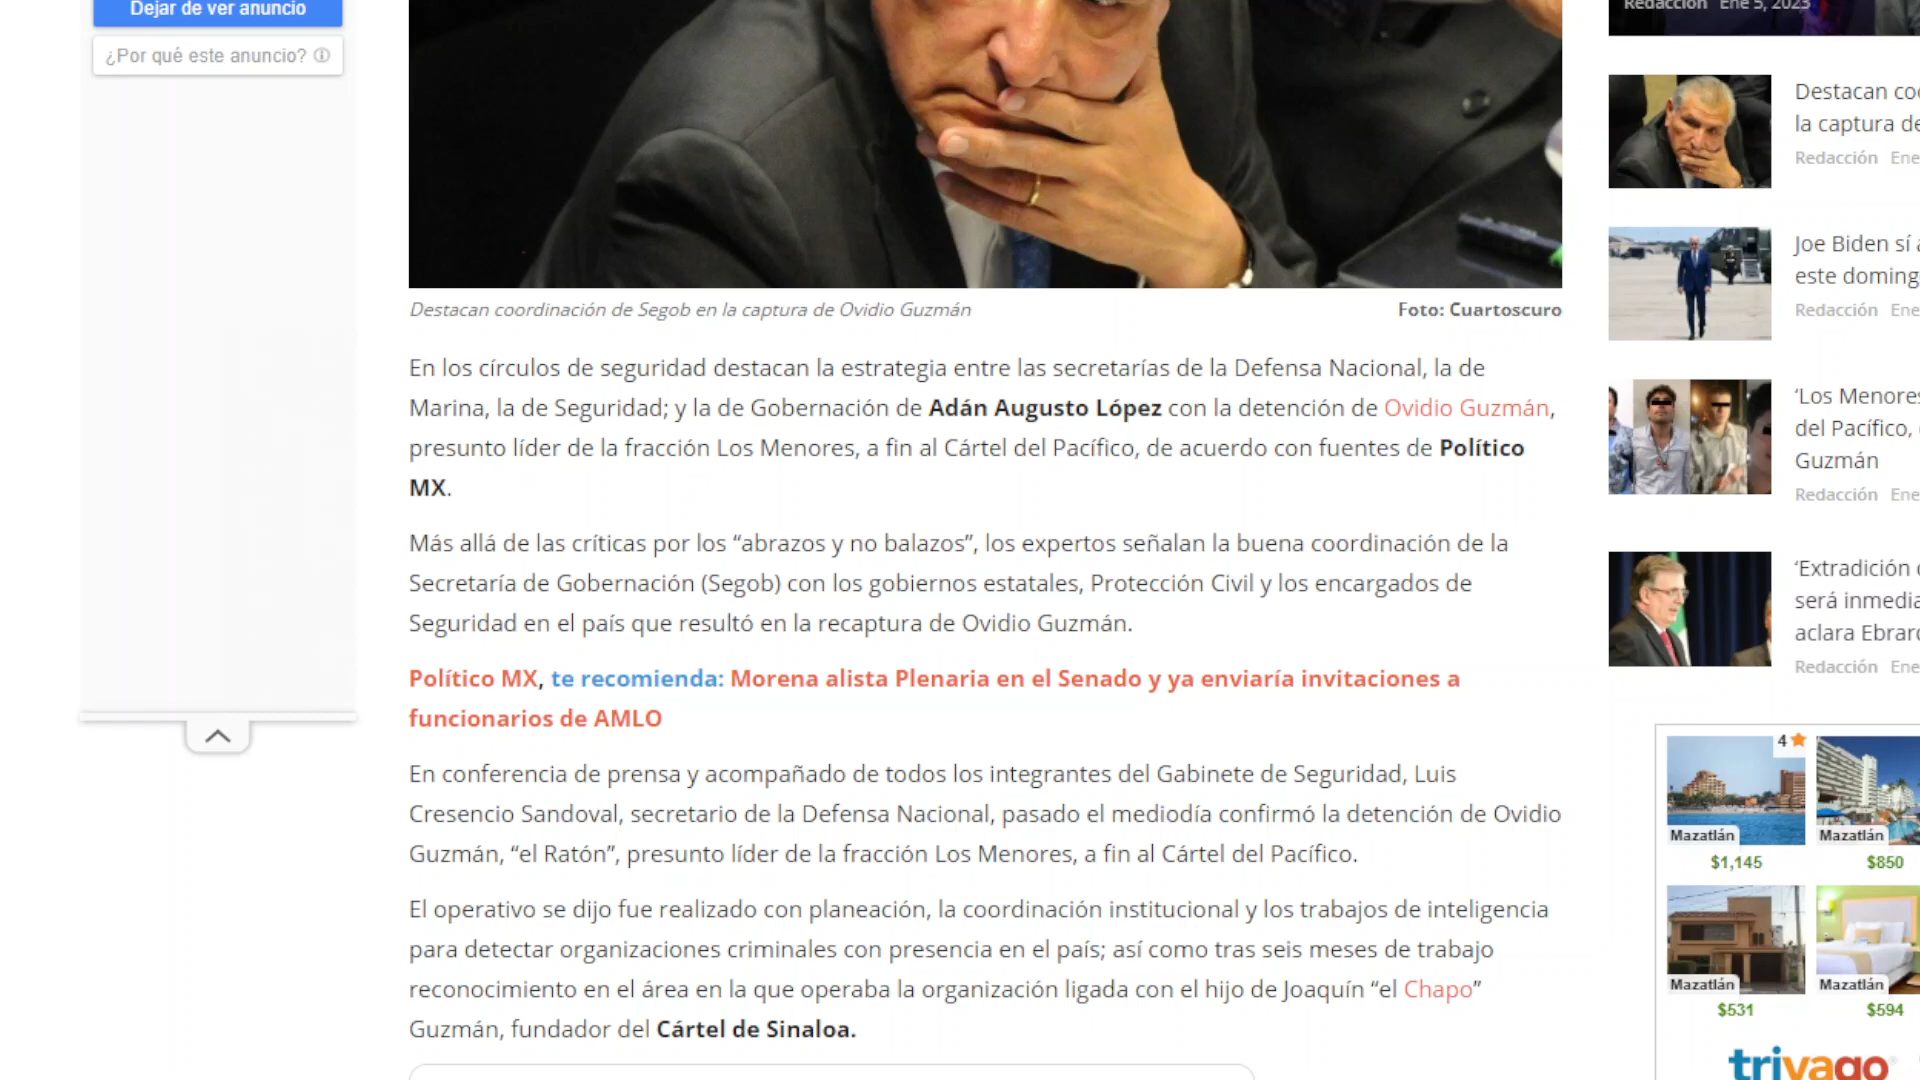 Dejar de ver anuncio
¿Por qué este anuncio?
Destacan coordinación de Segob en la captura de Ovidio Guzmán
Foto: Cuartoscuro
En los círculos de seguridad destacan la estrategia entre las secretarías de la Defensa Nacional, la de
Marina, la de Seguridad; y la de Gobernación de Adán Augusto López con la detención de Ovidio Guzmán,
presunto líder de la fracción Los Menores, a fin al Cártel del Pacífico, de acuerdo con fuentes de Político
MX.
Más allá de las críticas por los “abrazos y no balazos”, los expertos señalan la buena coordinación de la
Secretaría de Gobernación (Segob) con los gobiernos estatales, Protección Civil y los encargados de
Seguridad en el país que resultó en la recaptura de Ovidio Guzmán.
Político MX, te recomienda: Morena alista Plenaria en el Senado y ya enviaría invitaciones a
funcionarios de AMLO
En conferencia de prensa y acompañado de todos los integrantes del Gabinete de Seguridad, Luis
Cresencio Sandoval, secretario de la Defensa Nacional, pasado el mediodía confirmó la detención de Ovidio
Guzmán, “el Ratón”, presunto líder de la fracción Los Menores, a fin al Cártel del Pacífico.
El operativo se dijo fue realizado con planeación, la coordinación institucional y los trabajos de inteligencia
para detectar organizaciones criminales con presencia en el país; así como tras seis meses de trabajo
reconocimiento en el área en la que operaba la organización ligada con el hijo de Joaquín “el Chapo”
Guzmán, fundador del Cártel de Sinaloa.
Redacción Ene 5, 2023
Destacan
la captura
Redacción Ene
Joe Biden sí
este
Redacción Ene
‘Los Menores
del Pacífico,
Guzmán
Redacción Ene
‘Extradición
será
aclara
Redacción Ene
4
Mazatlán
Mazatlán
$1,145
$850
Mazatlán
Mazatlán
$531
$594
trivago